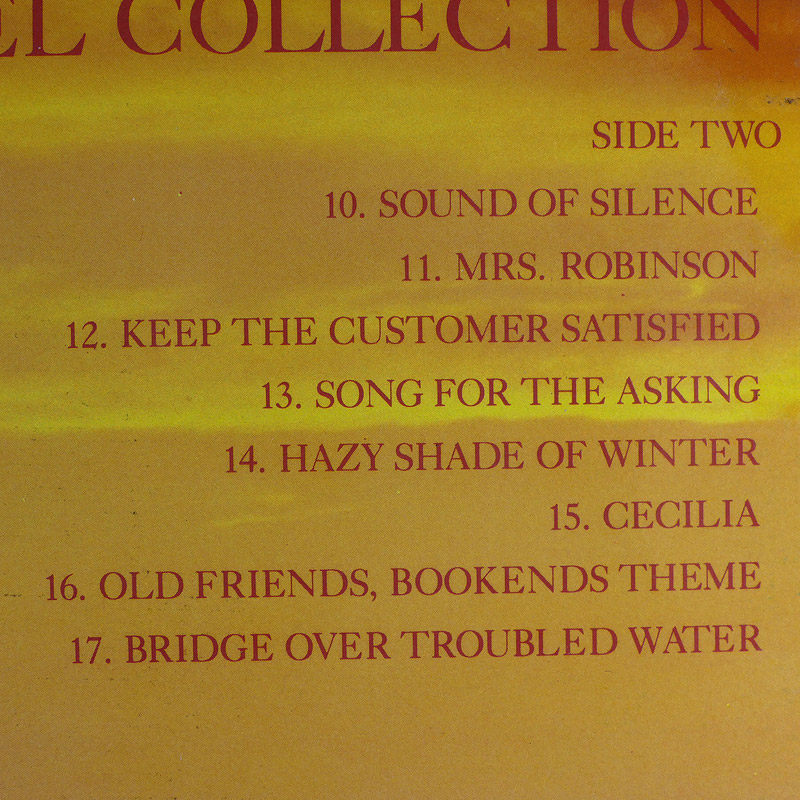 EL COLLECTION
SIDE TWO
10. SOUND OF SILENCE
11. MRS. ROBINSON
12. KEEP THE CUSTOMER SATISFIED
13. SONG FOR THE ASKING
14. HAZY SHADE OF WINTER
15. CECILIA
16. OLD FRIENDS, BOOKENDS THEME
17. BRIDGE OVER TROUBLED WATER